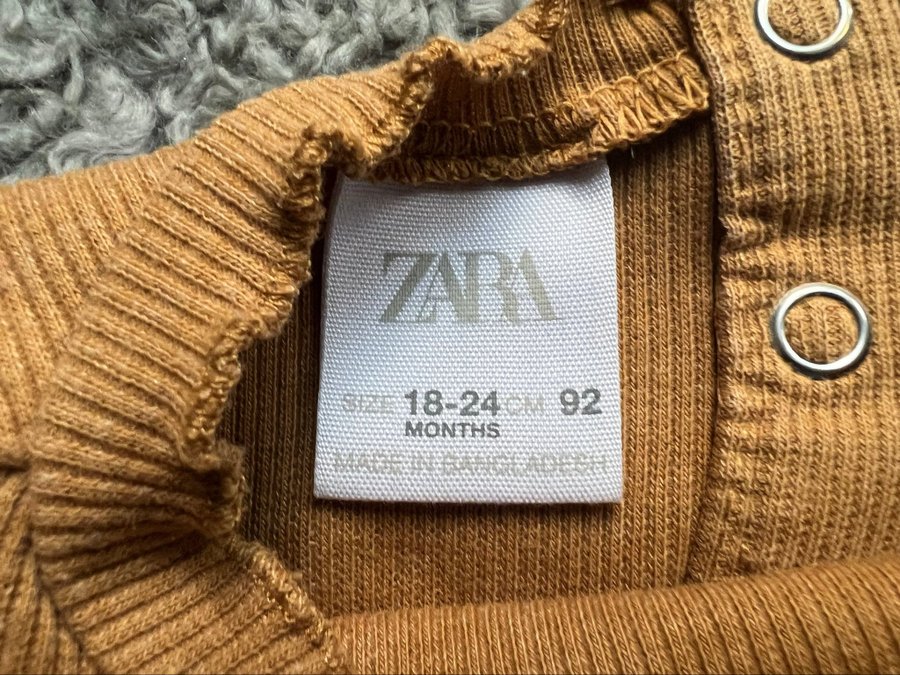 ZARA
SIZE 18-24 CM 92
MONTHS
MADE IN BANGLADESH